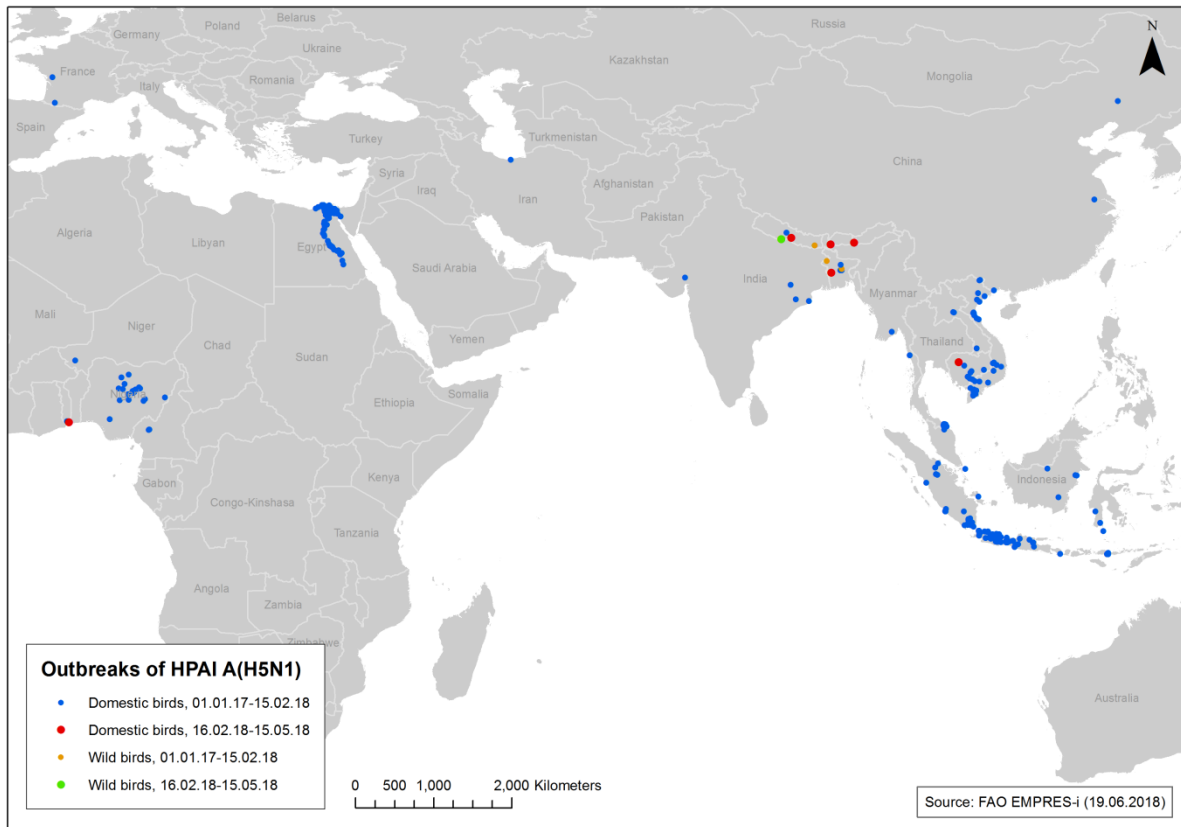 Belarus
Poland
Russia
Germany
Ukraine
France
Kazakhstan
Romania
Mongolia
Italy
Spain
Turkey
Turkmenistan
China
Syria
Afghanistan
Iraq
Iran
Pakistan
Algeria
Libyan
Egypt
Saudi Arabia
India
Myanmar
Mali
Niger
Yemen
Thailand
Chad
Sudan
Nigeria
Ethiopia
Somalia
Gabon
Kenya
Indonesia
Congo-Kinshasa
Tanzania
Angola
Zambia
Zimbabwe
Australia
N
Outbreaks of HPAI A(H5N1)
Domestic birds, 01.01.17-15.02.18
Domestic birds, 16.02.18-15.05.18
Wild birds, 01.01.17-15.02.18
Wild birds, 16.02.18-15.05.18
0 500 1,000 2,000 Kilometers
Source: FAO EMPRES-i (19.06.2018)